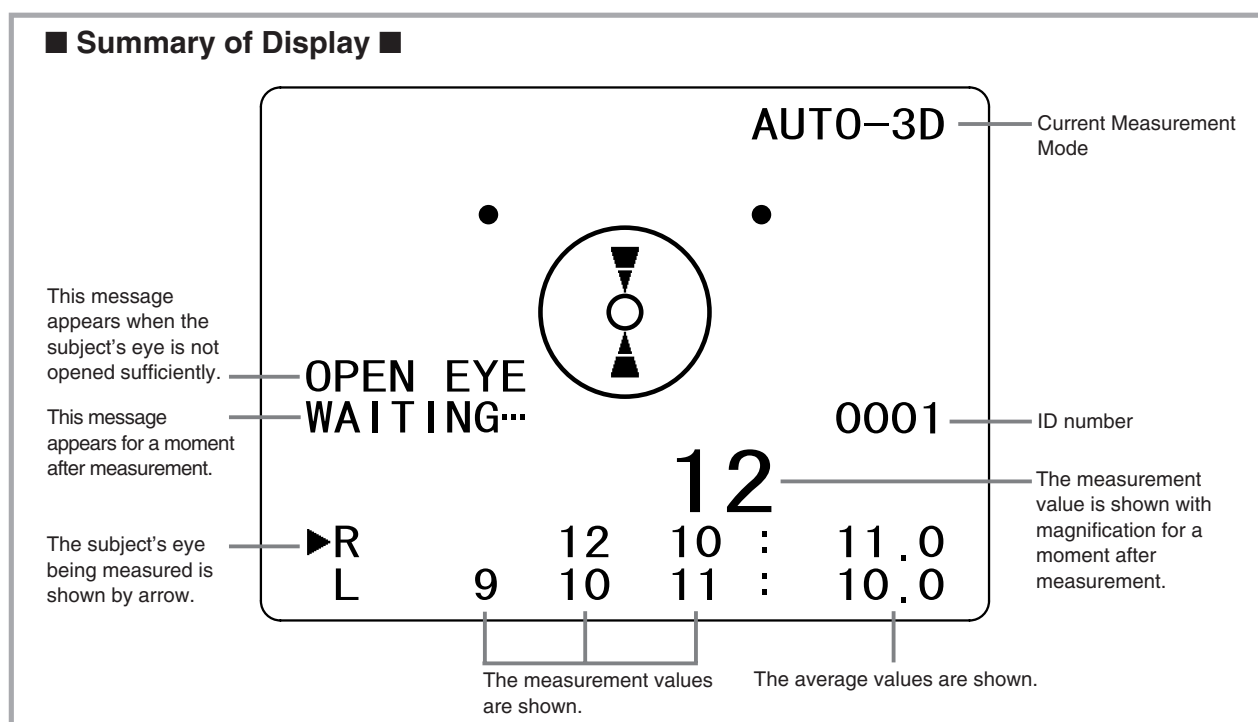 ■ Summary of Display ■
AUTO-3D
Current Measurement
Mode
This message
appears when the
subject's eye is not
opened sufficiently.
OPEN EYE
This message
appears for a moment
after measurement.
WAITING…
0001
ID number
12
The measurement
value is shown with
magnification for a
moment after
measurement.
The subject's eye
being measured is
shown by arrow.
▶R 12 10 : 11.0
L 9 10 11 : 10.0
The measurement values
are shown.
The average values are shown.